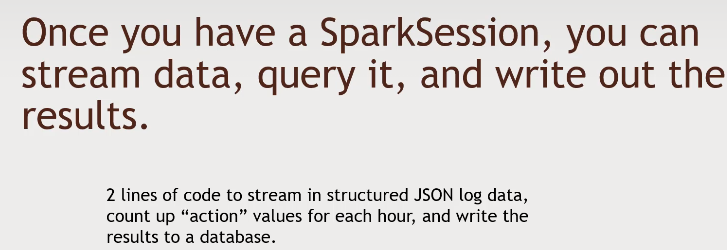 Once you have a SparkSession, you can
stream data, query it, and write out the
results.
2 lines of code to stream in structured JSON log data,
count up “action” values for each hour, and write the
results to a database.